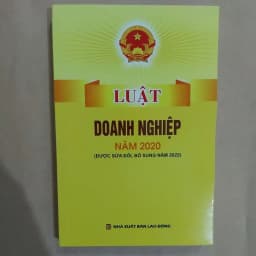 LUẬT
DOANH NGHIỆP
NĂM 2020
(ĐƯỢC SỬA ĐỔI, BỔ SUNG NĂM 2022)
NHÀ XUẤT BẢN LAO ĐỘNG